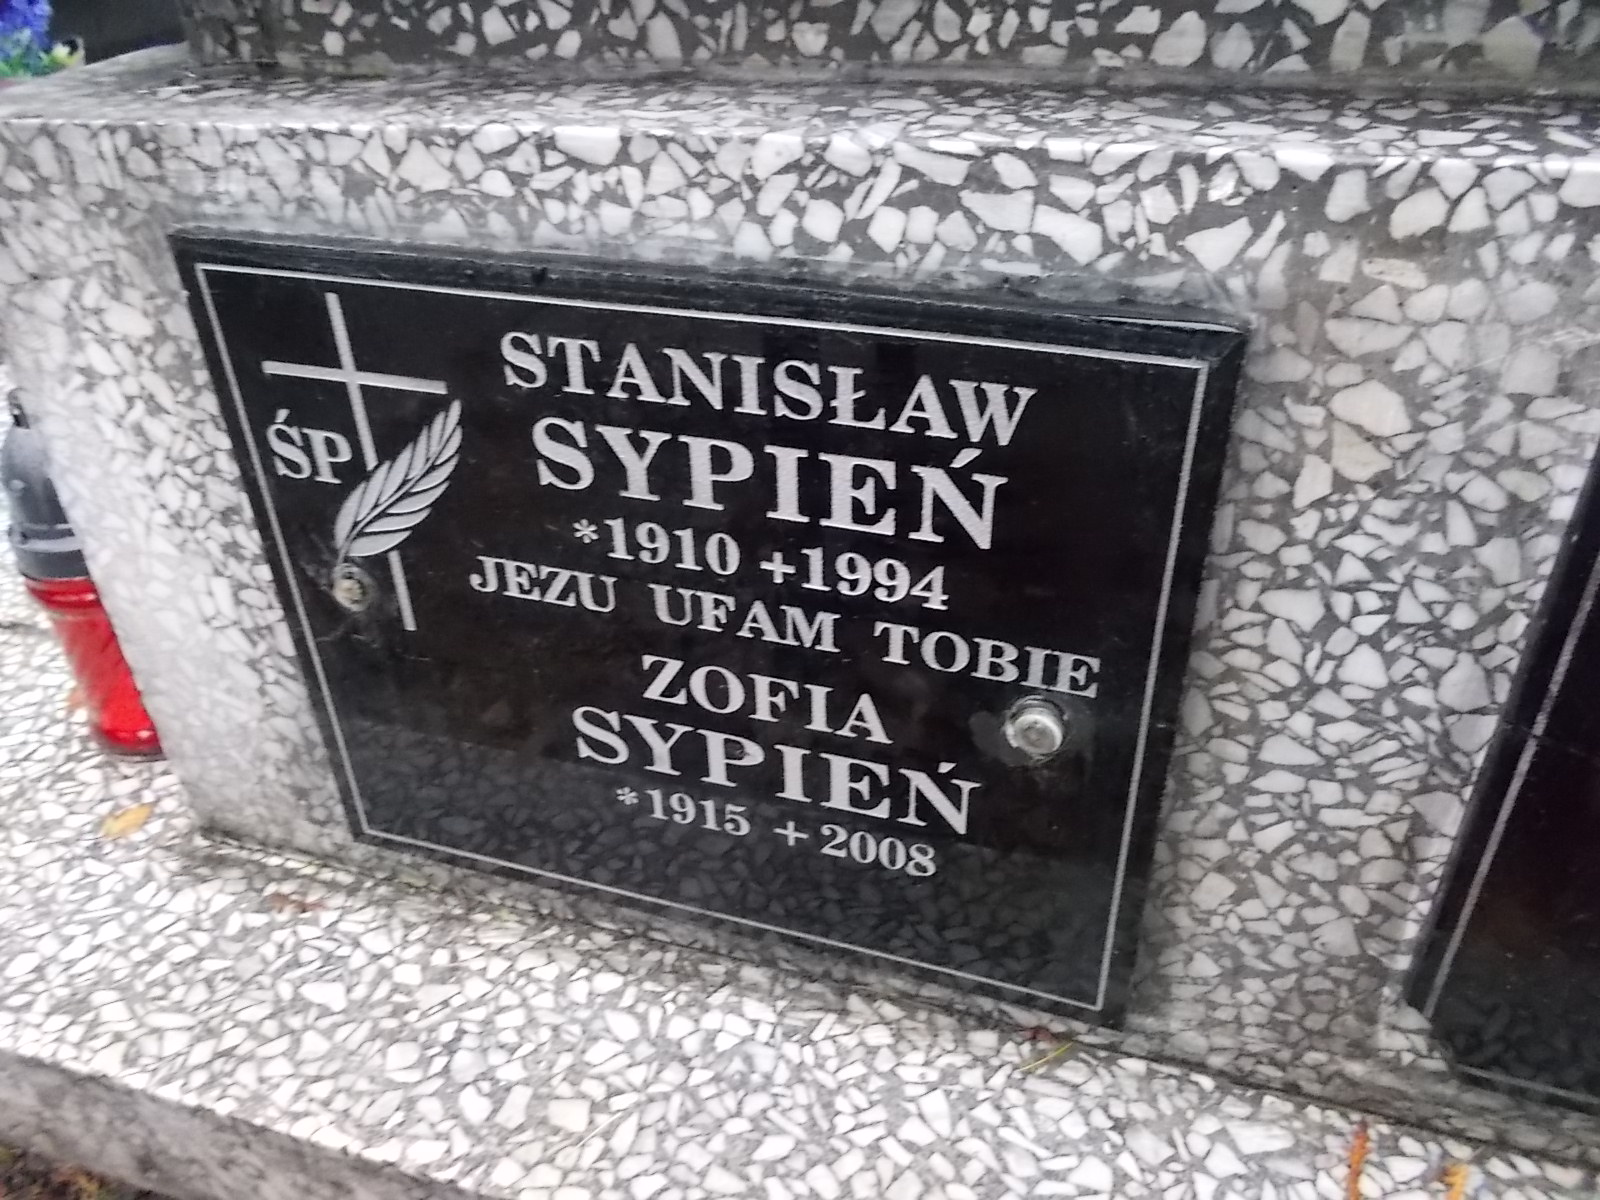 ŚP
STANISŁAW
SYPIEŃ
*1910 +1994
JEZU UFAM TOBIE
ZOFIA
SYPIEŃ
*1915 +2008